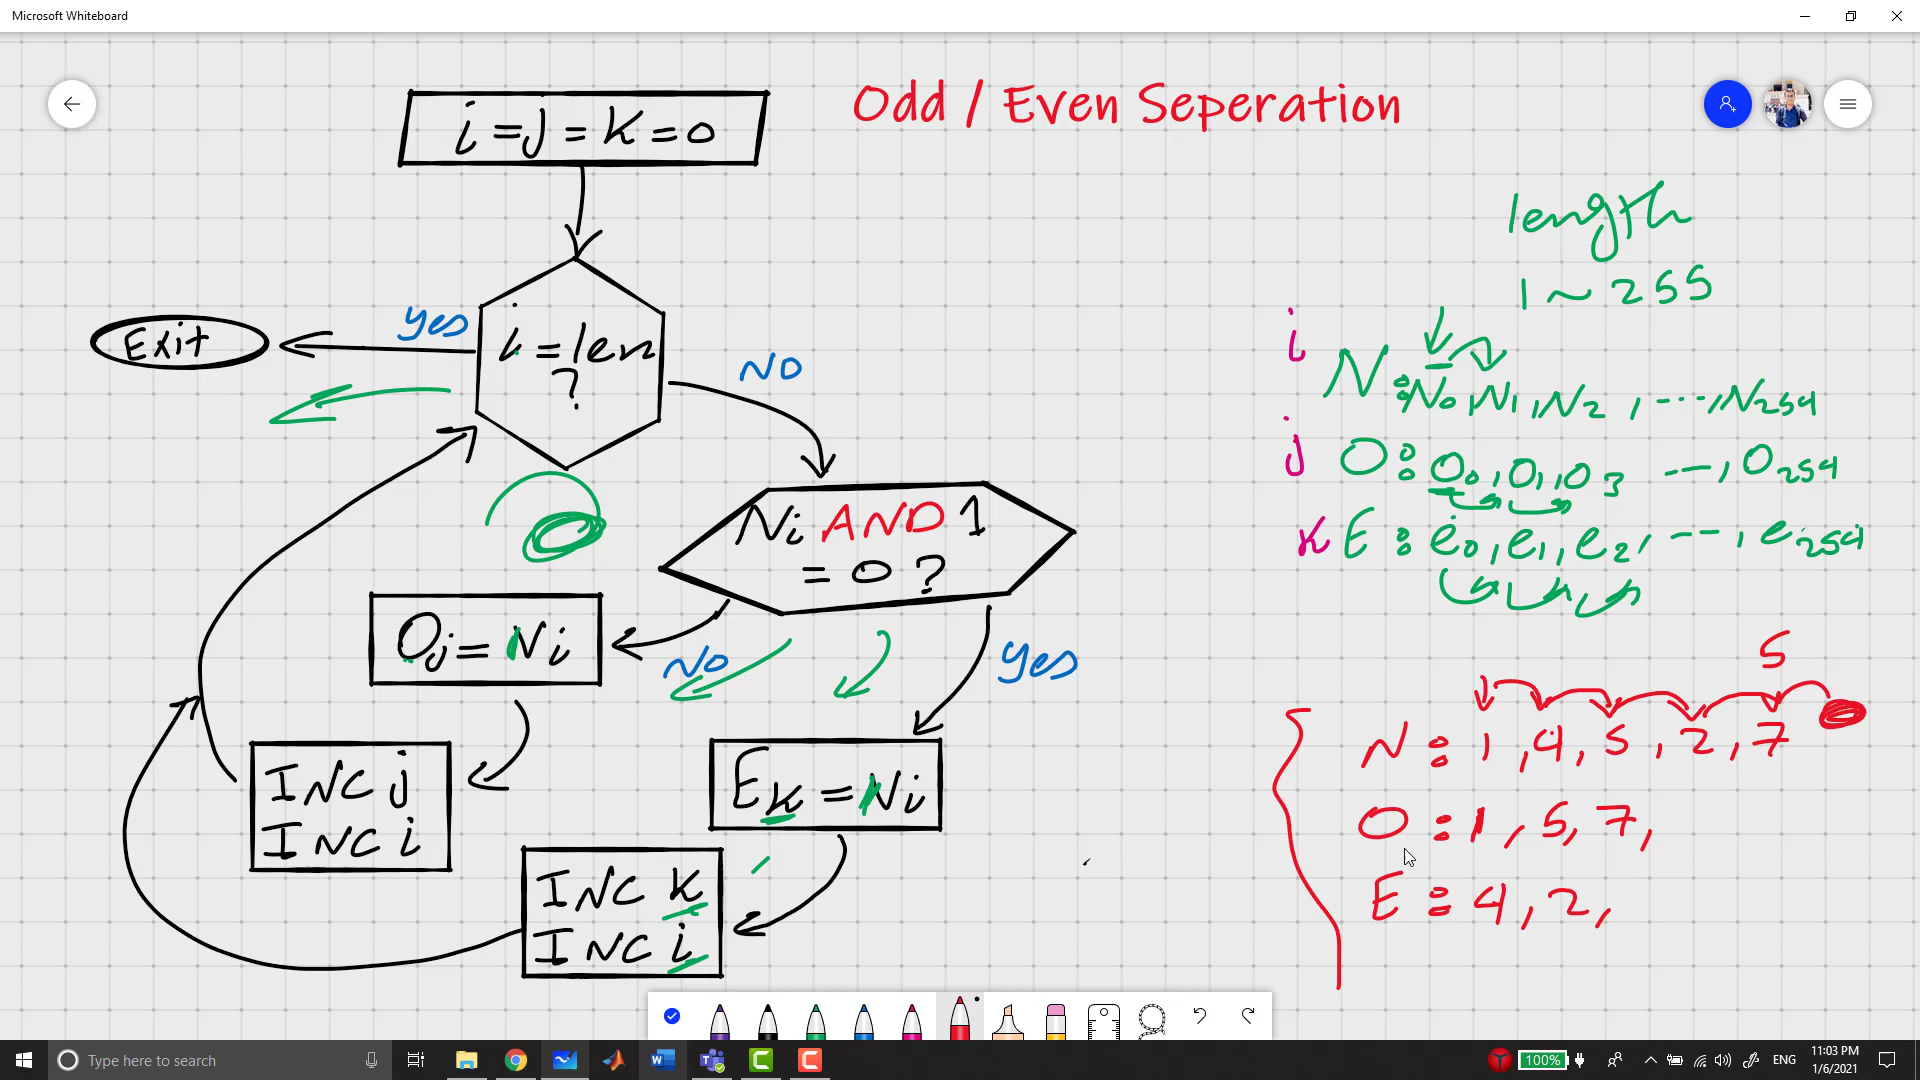 Microsoft Whiteboard
Odd / Even Seperation
i = j = K = 0
i = len
?
yes
Exit
NO
Ni AND 1
= 0 ?
NO
yes
Oj = Ni
INC j
INC i
EK = Ni
INC K
INC i
length
1 ~ 255
i
N : N0, N1, N2, ..., N254
j
O : O0, O1, O3 ---, O254
K
E : e0, e1, e2, ---, e254
5
N : 1, 4, 5, 2, 7
O : 1, 5, 7,
E : 4, 2,
Type here to search
100%
ENG
11:03 PM
1/6/2021